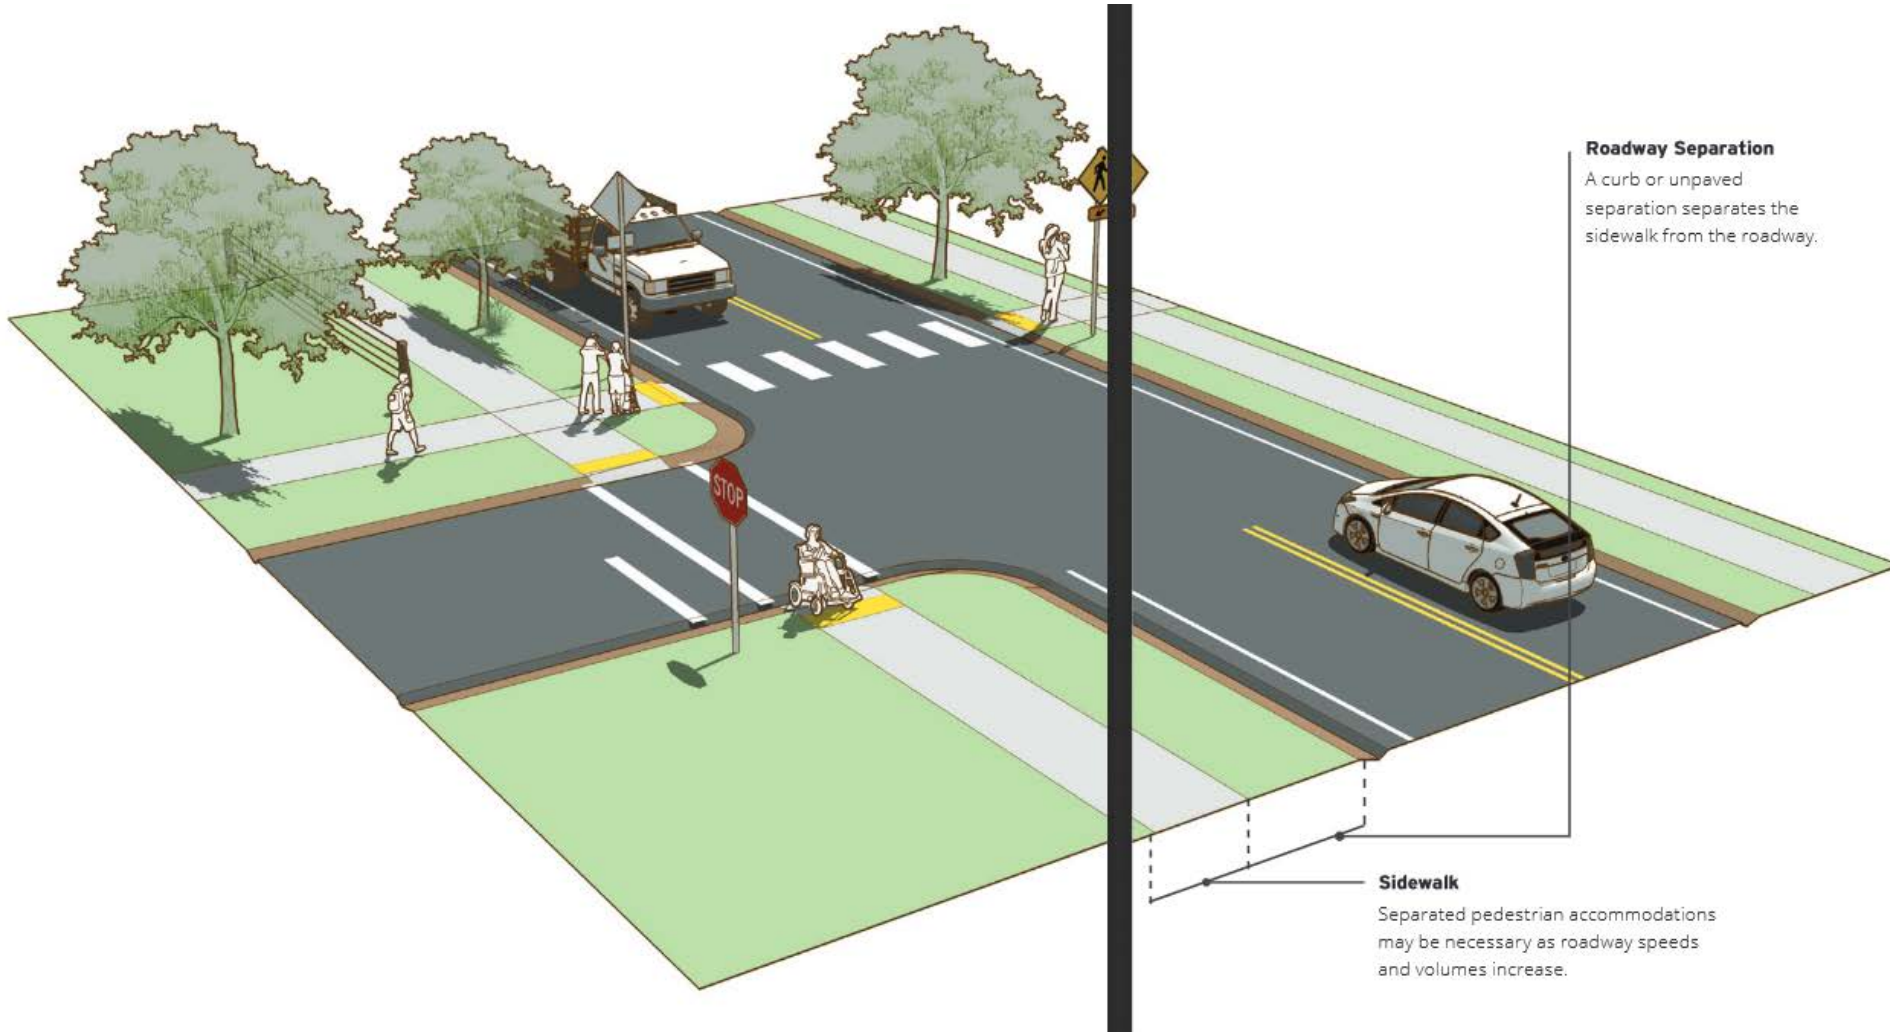 Roadway Separation
A curb or unpaved
separation separates the
sidewalk from the roadway.
STOP
Sidewalk
Separated pedestrian accommodations
may be necessary as roadway speeds
and volumes increase.